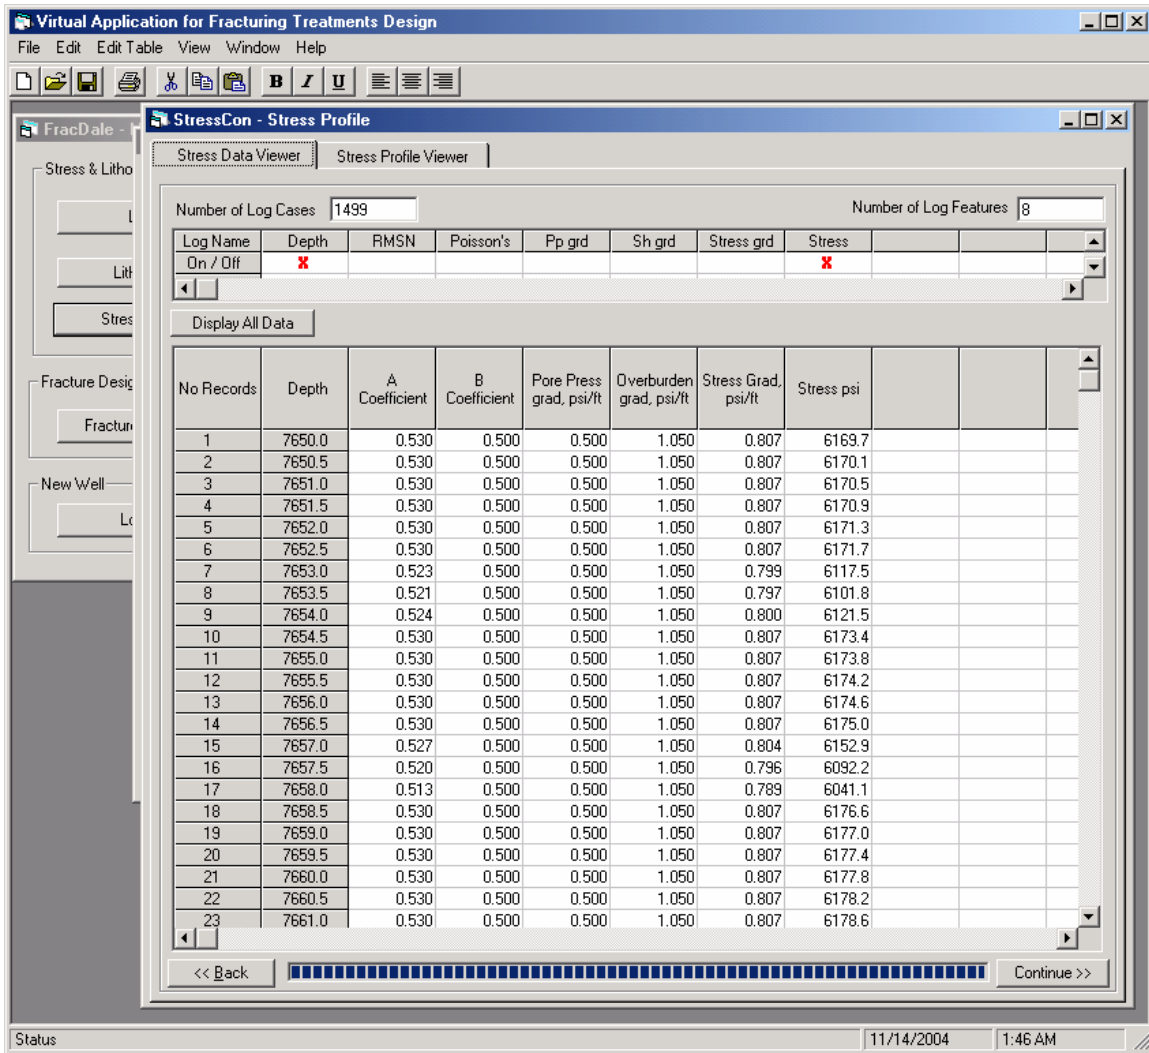 Virtual Application for Fracturing Treatments Design
File Edit Edit Table View Window Help
B I U
FracDale -
StressCon - Stress Profile
Stress Data Viewer Stress Profile Viewer
Stress & Litho
Lith
Stres
Fracture Desig
Fractur
New Well
Lo
Number of Log Cases 1499 Number of Log Features 8
Log Name Depth RMSN Poisson's Pp grd Sh grd Stress grd Stress
On / Off X X
Display All Data
No Records Depth A Coefficient B Coefficient Pore Press grad, psi/ft Overburden grad, psi/ft Stress Grad, psi/ft Stress psi
1 7650.0 0.530 0.500 0.500 1.050 0.807 6169.7
2 7650.5 0.530 0.500 0.500 1.050 0.807 6170.1
3 7651.0 0.530 0.500 0.500 1.050 0.807 6170.5
4 7651.5 0.530 0.500 0.500 1.050 0.807 6170.9
5 7652.0 0.530 0.500 0.500 1.050 0.807 6171.3
6 7652.5 0.530 0.500 0.500 1.050 0.807 6171.7
7 7653.0 0.523 0.500 0.500 1.050 0.799 6117.5
8 7653.5 0.521 0.500 0.500 1.050 0.797 6101.8
9 7654.0 0.524 0.500 0.500 1.050 0.800 6121.5
10 7654.5 0.530 0.500 0.500 1.050 0.807 6173.4
11 7655.0 0.530 0.500 0.500 1.050 0.807 6173.8
12 7655.5 0.530 0.500 0.500 1.050 0.807 6174.2
13 7656.0 0.530 0.500 0.500 1.050 0.807 6174.6
14 7656.5 0.530 0.500 0.500 1.050 0.807 6175.0
15 7657.0 0.527 0.500 0.500 1.050 0.804 6152.9
16 7657.5 0.520 0.500 0.500 1.050 0.796 6092.2
17 7658.0 0.513 0.500 0.500 1.050 0.789 6041.1
18 7658.5 0.530 0.500 0.500 1.050 0.807 6176.6
19 7659.0 0.530 0.500 0.500 1.050 0.807 6177.0
20 7659.5 0.530 0.500 0.500 1.050 0.807 6177.4
21 7660.0 0.530 0.500 0.500 1.050 0.807 6177.8
22 7660.5 0.530 0.500 0.500 1.050 0.807 6178.2
23 7661.0 0.530 0.500 0.500 1.050 0.807 6178.6
<< Back Continue >>
Status 11/14/2004 1:46 AM